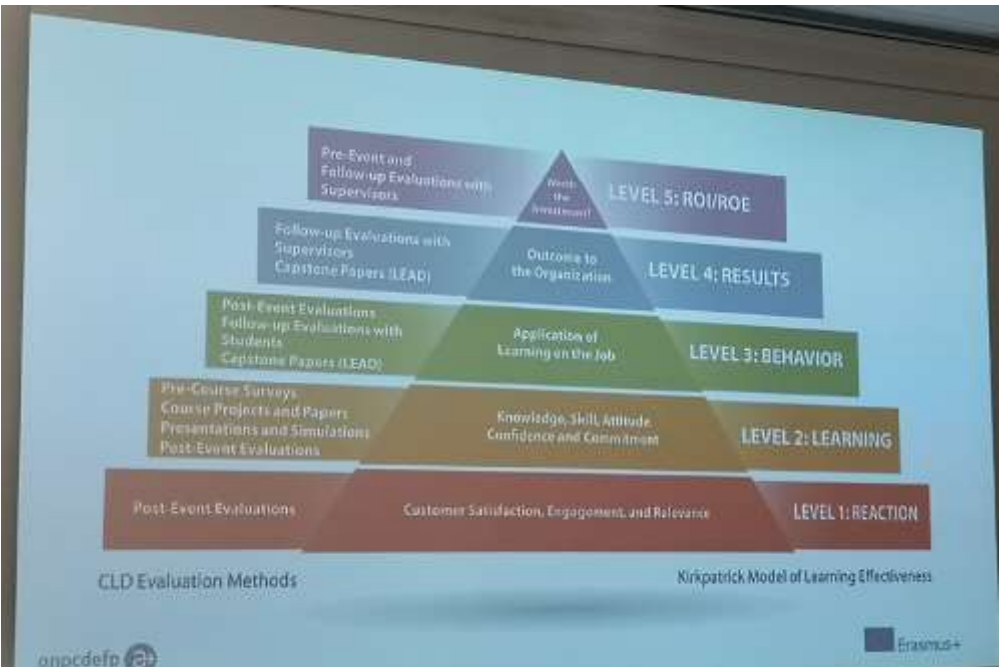 Pre-Event and
Follow-up Evaluations with
Supervisors
Worth
the
Investment?
LEVEL 5: ROI/ROE
Follow-up Evaluations with
Supervisors
Capstone Papers (LEAD)
Outcome to
the Organization
LEVEL 4: RESULTS
Post-Event Evaluations
Follow-up Evaluations with
Students
Capstone Papers (LEAD)
Application of
Learning on the Job
LEVEL 3: BEHAVIOR
Pre-Course Surveys
Course Projects and Papers
Presentations and Simulations
Post-Event Evaluations
Knowledge, Skill, Attitude,
Confidence and Commitment
LEVEL 2: LEARNING
Post-Event Evaluations
Customer Satisfaction, Engagement, and Relevance
LEVEL 1: REACTION
CLD Evaluation Methods
Kirkpatrick Model of Learning Effectiveness
anpcdefp a+
Erasmus+